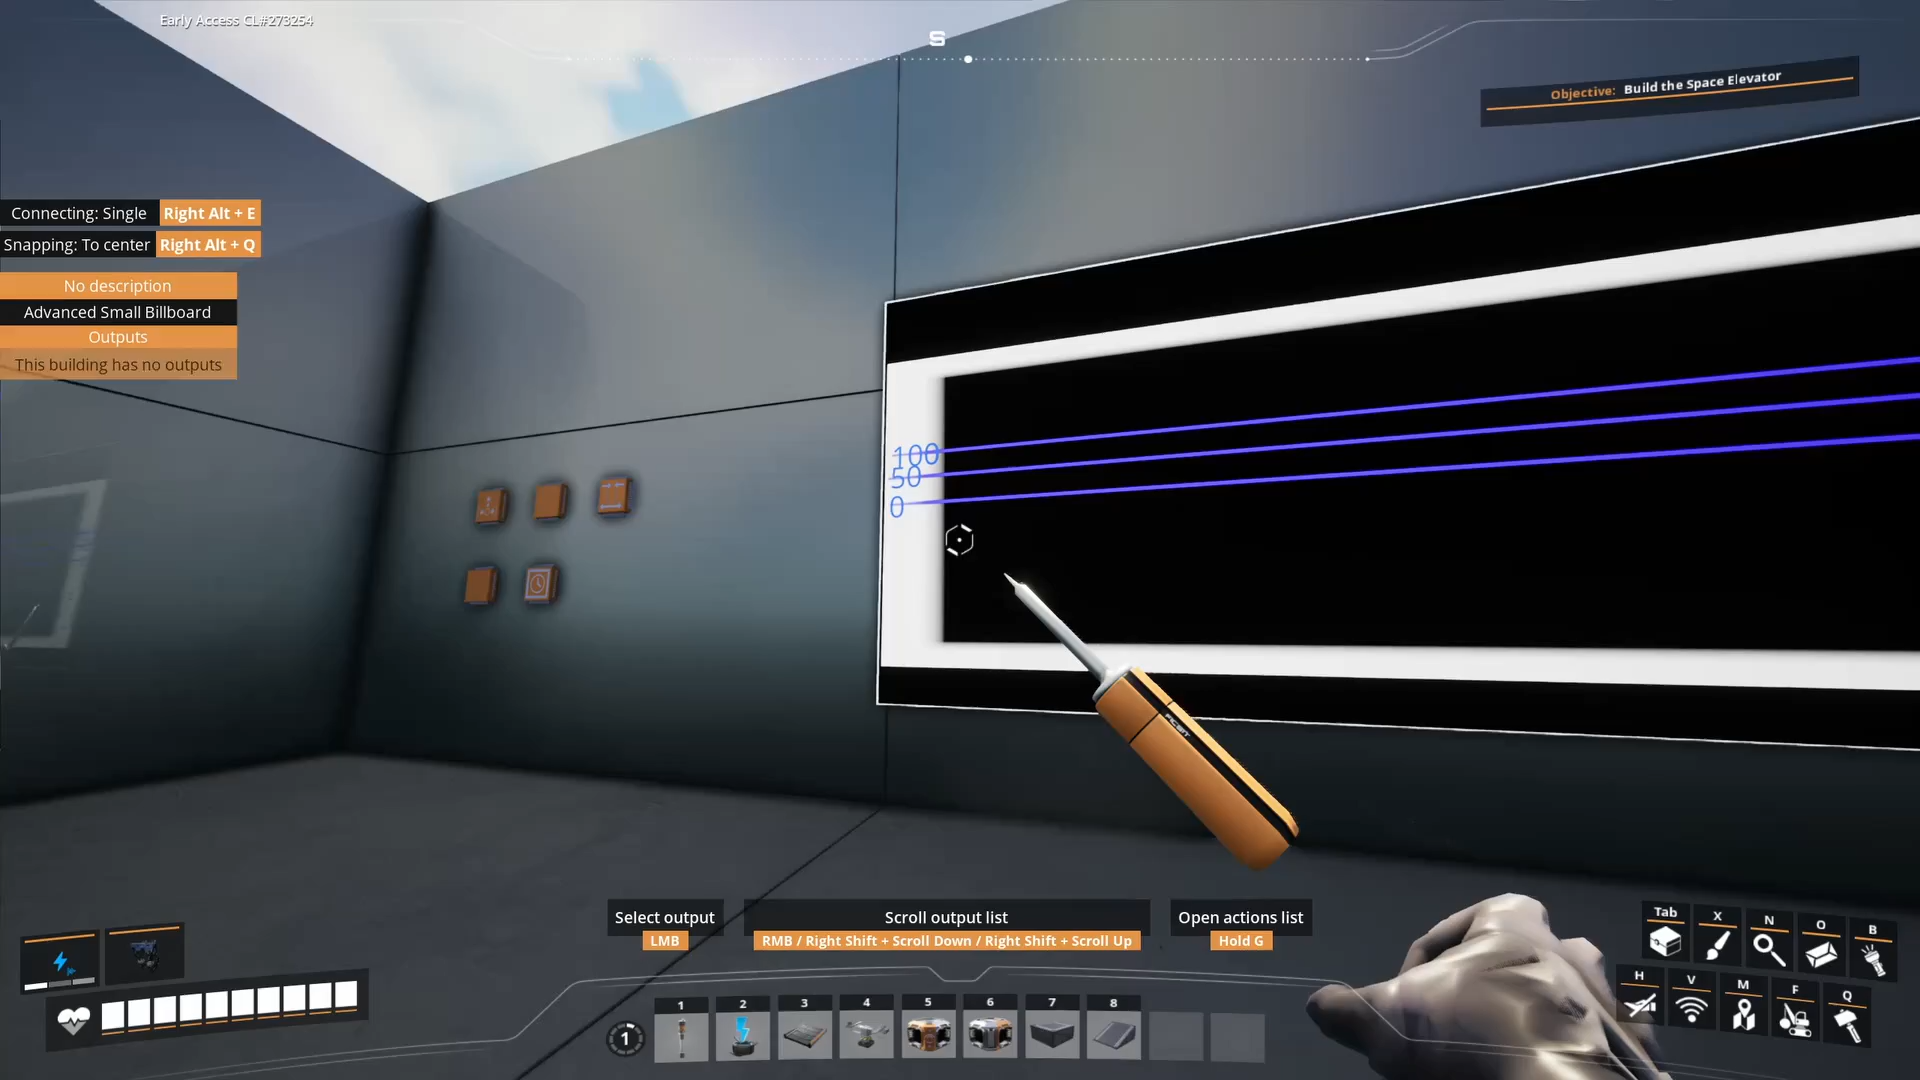 Early Access CL#273254
S
Objective: Build the Space Elevator
Connecting: Single Right Alt + E
Snapping: To center Right Alt + Q
No description
Advanced Small Billboard
Outputs
This building has no outputs
100
50
0
FICSIT
Select output
LMB
Scroll output list
RMB / Right Shift + Scroll Down / Right Shift + Scroll Up
Open actions list
Hold G
Tab X N O B
H V M F Q
1 2 3 4 5 6 7 8
1